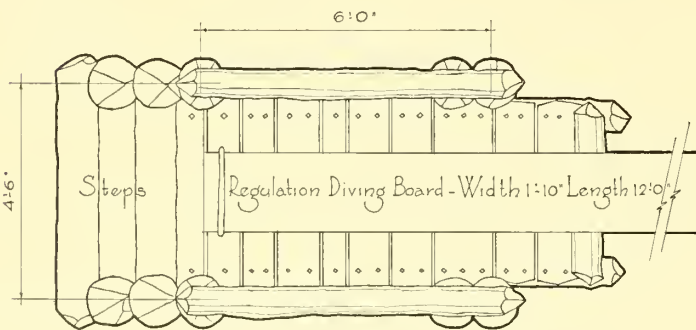 6'-0"
4'-6"
Steps
Regulation Diving Board - Width 1'-10" Length 12'-0"